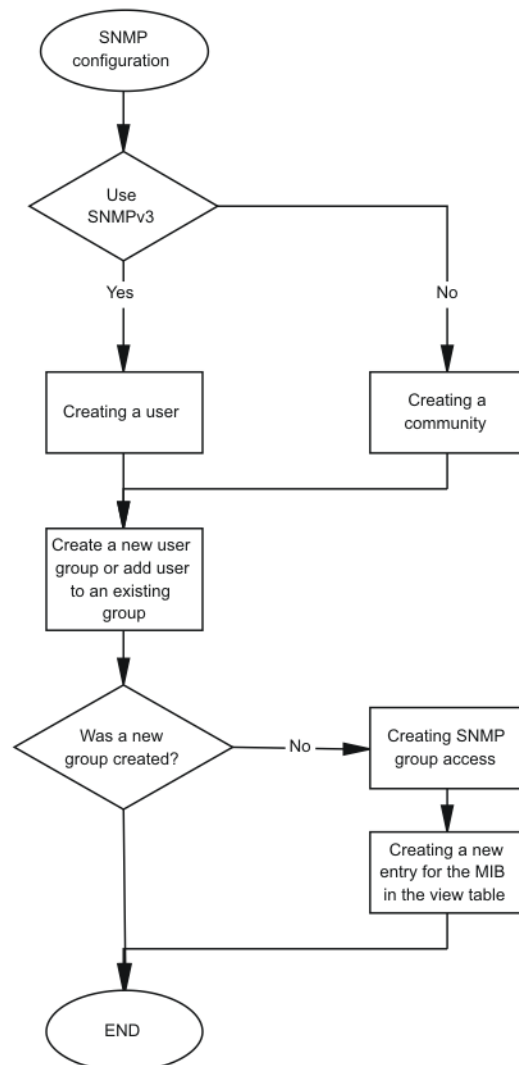 SNMP
configuration
Use
SNMPv3
Yes
No
Creating a user
Creating a
community
Create a new user
group or add user
to an existing
group
Was a new
group created?
No
Creating SNMP
group access
Creating a new
entry for the MIB
in the view table
END